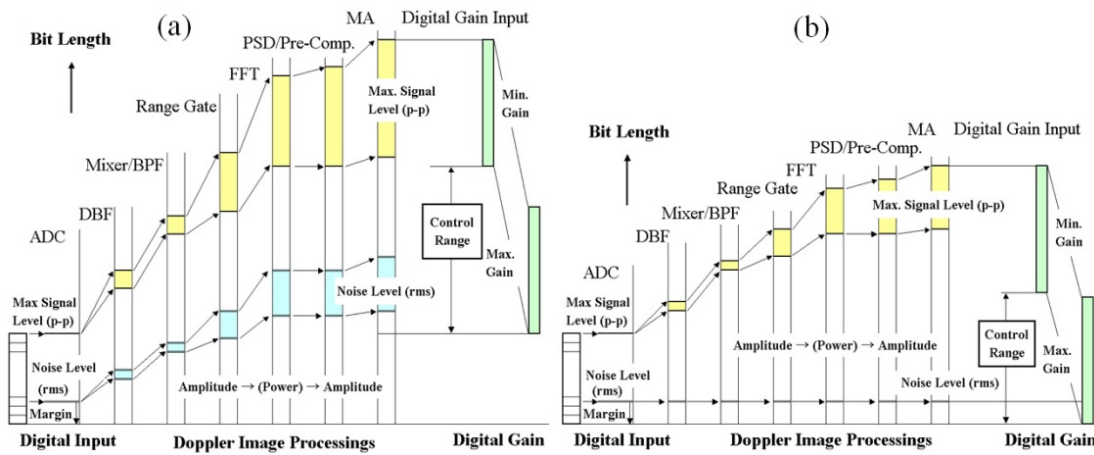 (a)
Bit Length
ADC
DBF
Mixer/BPF
Range Gate
FFT
PSD/Pre-Comp.
MA
Digital Gain Input
Max. Signal
Level (p-p)
Min.
Gain
Control
Range
Max.
Gain
Noise Level (rms)
Max Signal
Level (p-p)
Noise Level
(rms)
Margin
Amplitude → (Power) → Amplitude
Digital Input
Doppler Image Processings
Digital Gain
(b)
Bit Length
ADC
DBF
Mixer/BPF
Range Gate
FFT
PSD/Pre-Comp.
MA
Digital Gain Input
Max. Signal Level (p-p)
Min.
Gain
Control
Range
Max.
Gain
Max Signal
Level (p-p)
Amplitude → (Power) → Amplitude
Noise Level (rms)
Noise Level
(rms)
Margin
Digital Input
Doppler Image Processings
Digital Gain